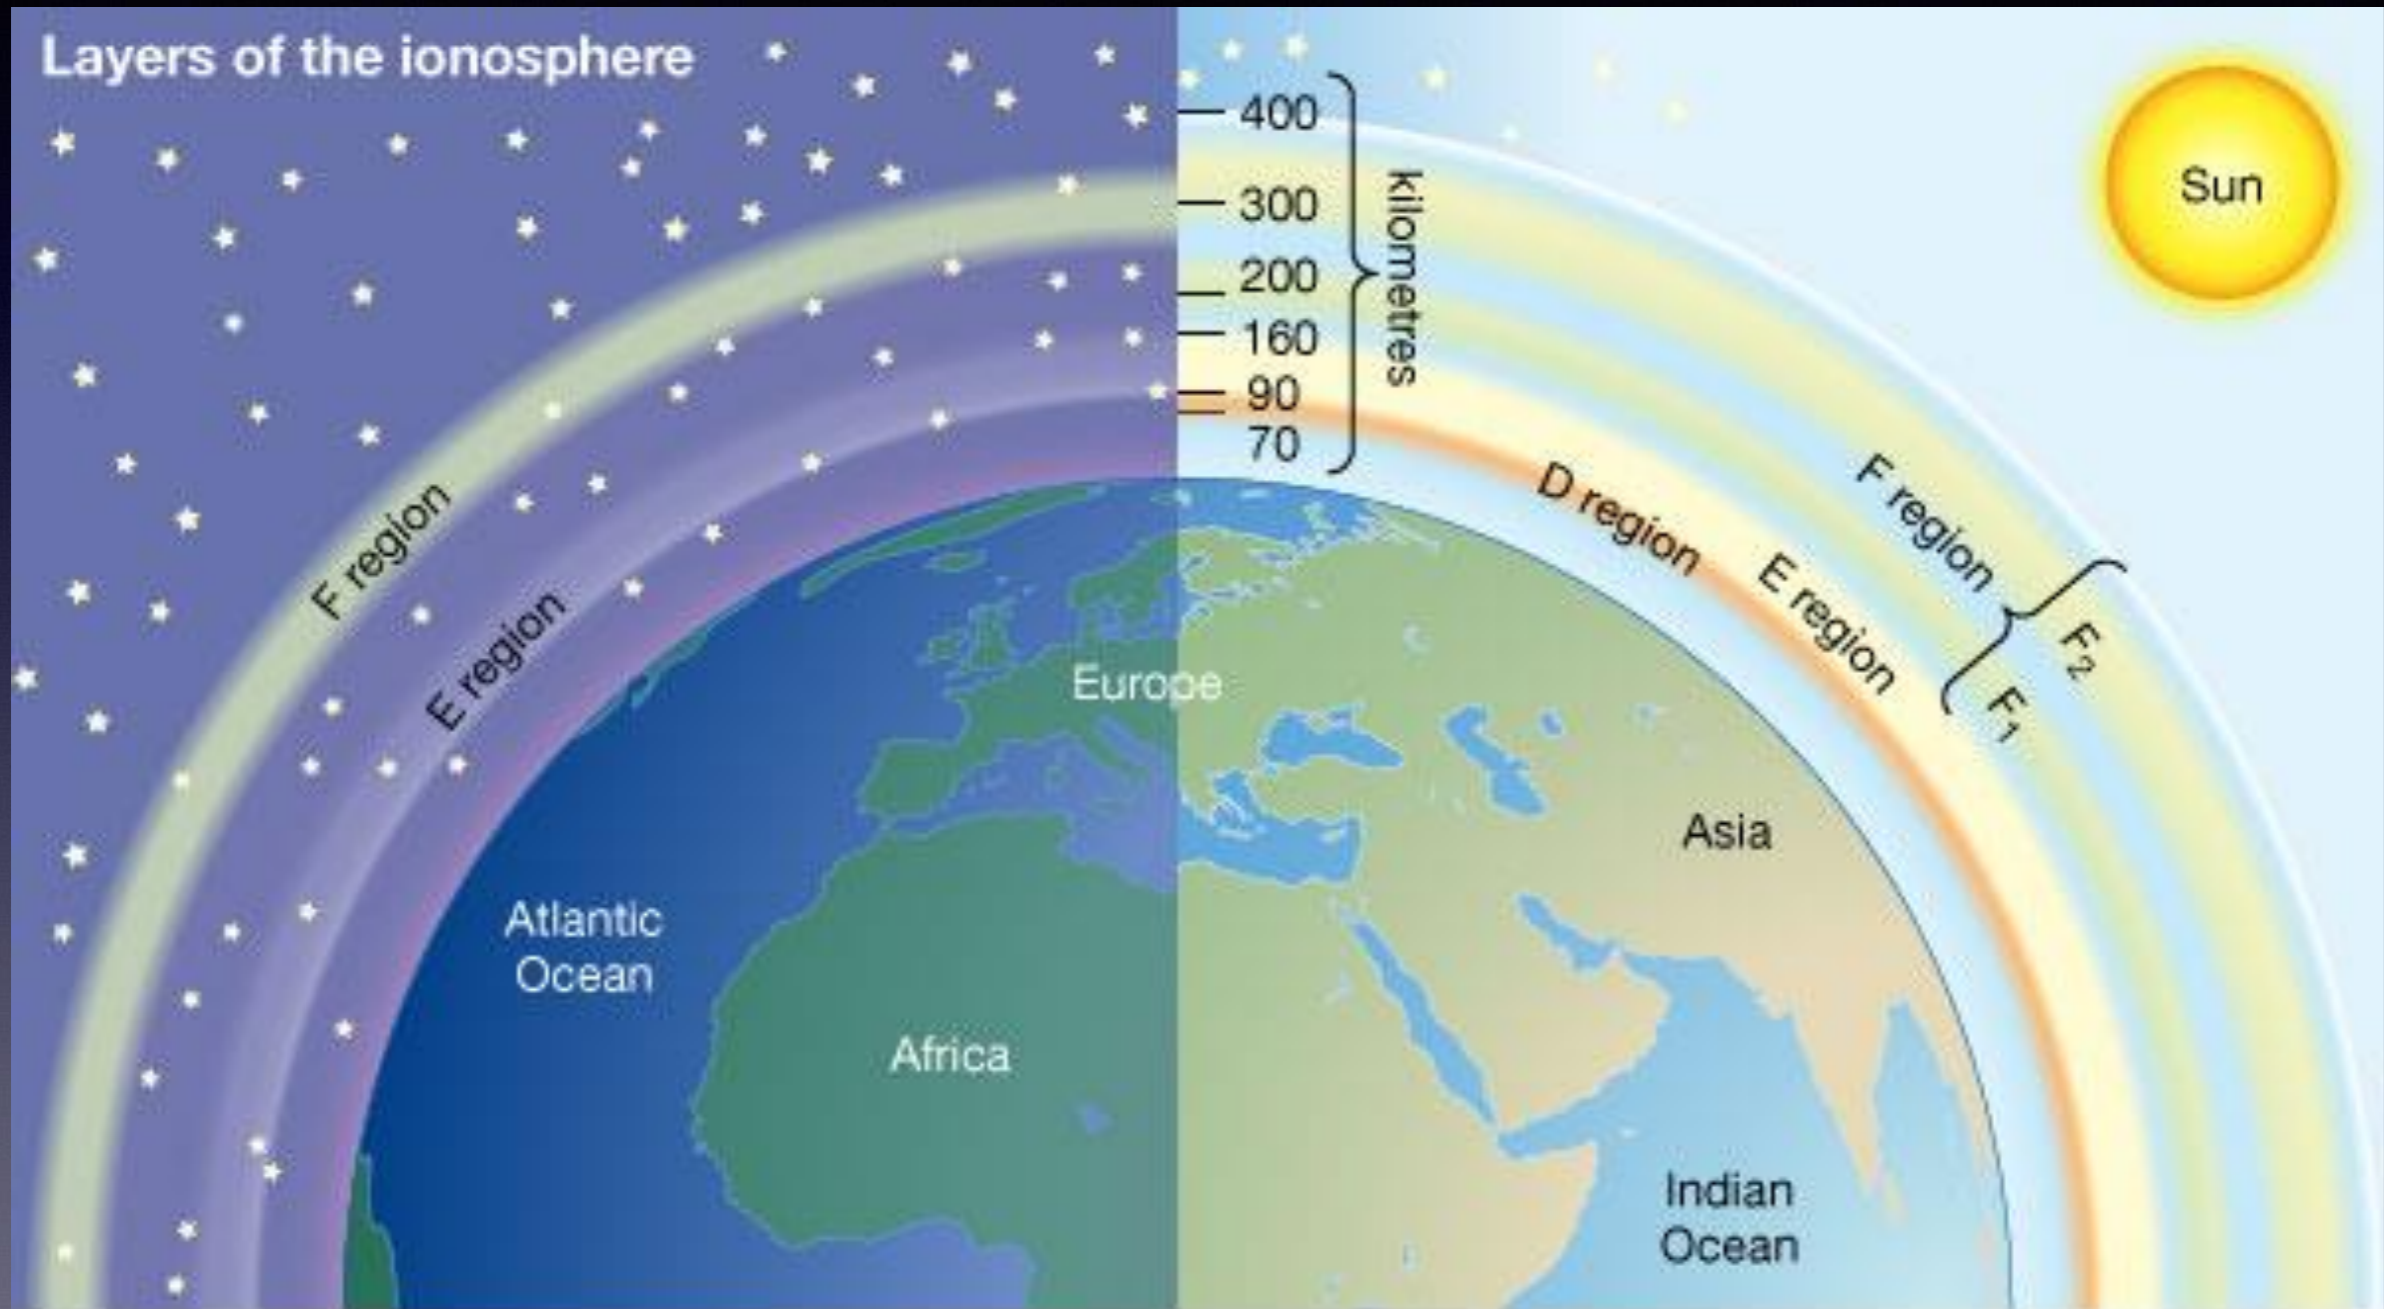 Layers of the ionosphere
400
300
200
160
90
70
kilometres
Sun
F region
E region
D region
E region
F region
F₂
F₁
Europe
Asia
Atlantic
Ocean
Africa
Indian
Ocean